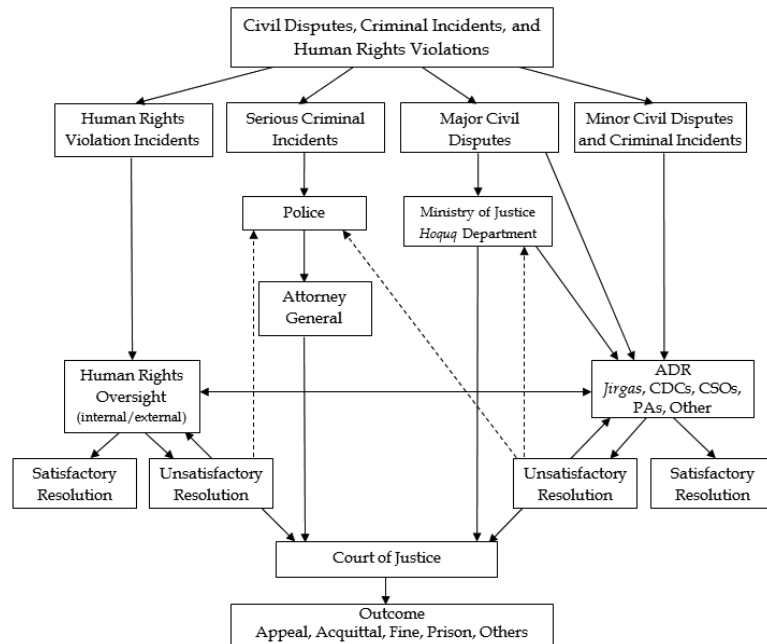 Civil Disputes, Criminal Incidents, and
Human Rights Violations
Human Rights
Violation Incidents
Serious Criminal
Incidents
Major Civil
Disputes
Minor Civil Disputes
and Criminal Incidents
Police
Ministry of Justice
Hoquq Department
Attorney
General
Human Rights
Oversight
(internal/external)
ADR
Jirgas, CDCs, CSOs,
PAs, Other
Satisfactory
Resolution
Unsatisfactory
Resolution
Unsatisfactory
Resolution
Satisfactory
Resolution
Court of Justice
Outcome
Appeal, Acquittal, Fine, Prison, Others